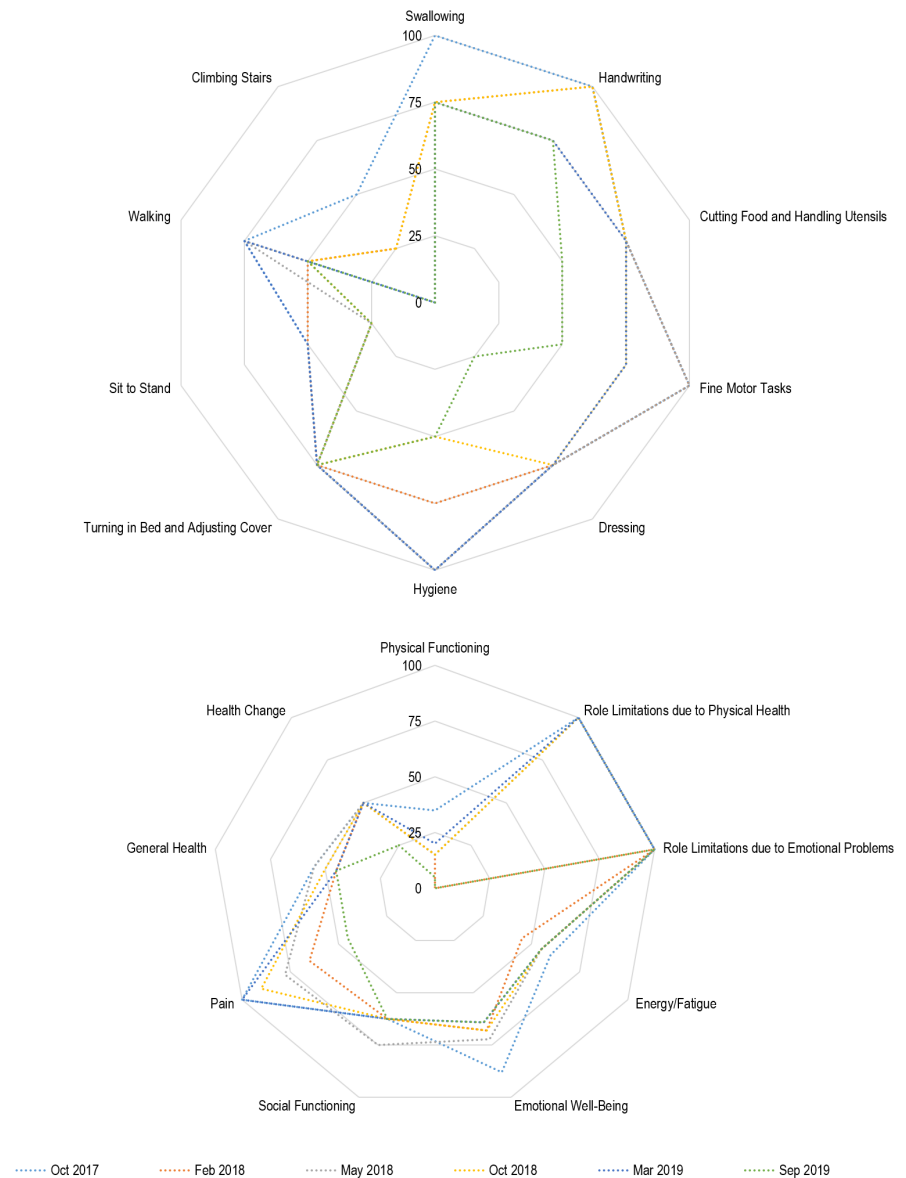 Swallowing
100
Climbing Stairs
Handwriting
75
50
Walking
Cutting Food and Handling Utensils
25
0
Sit to Stand
Fine Motor Tasks
Turning in Bed and Adjusting Cover
Dressing
Hygiene
Physical Functioning
100
Health Change
Role Limitations due to Physical Health
75
50
25
General Health
Role Limitations due to Emotional Problems
0
Pain
Energy/Fatigue
Social Functioning
Emotional Well-Being
Oct 2017 Feb 2018 May 2018 Oct 2018 Mar 2019 Sep 2019